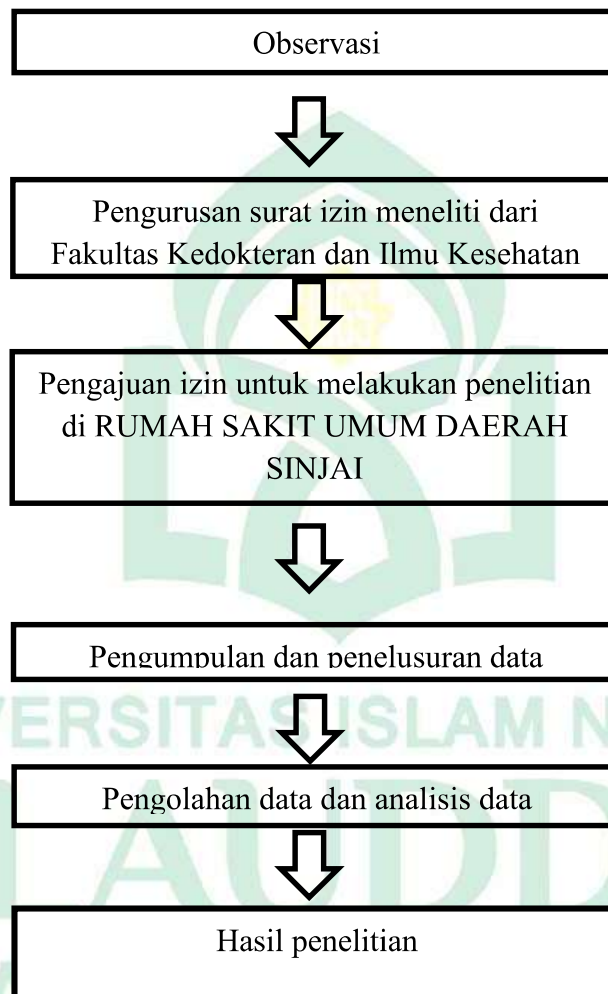 Observasi
Pengurusan surat izin meneliti dari
Fakultas Kedokteran dan Ilmu Kesehatan
Pengajuan izin untuk melakukan penelitian
di RUMAH SAKIT UMUM DAERAH
SINJAI
Pengumpulan dan penelusuran data
ERSITAS ISLAM N
Pengolahan data dan analisis data
AUDD
Hasil penelitian